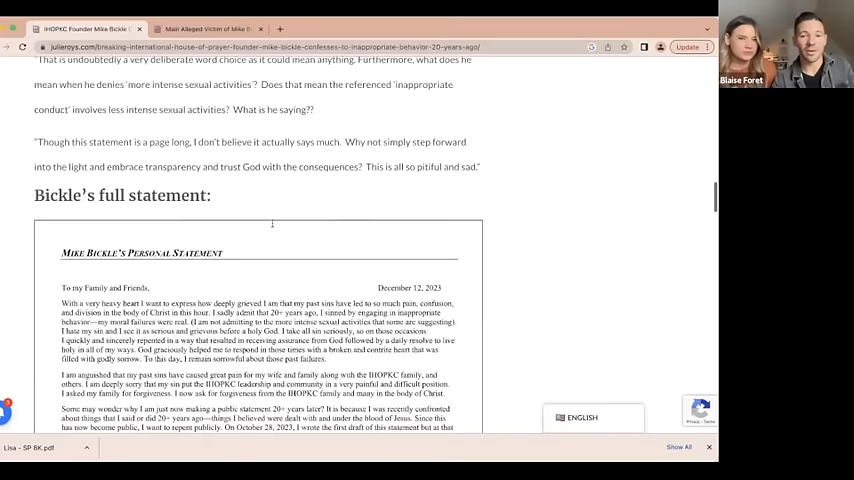 IHOPKC Founder Mike Bickle C
Main Alleged Victim of Mike B
julieroys.com/breaking-international-house-of-prayer-founder-mike-bickle-confesses-to-inappropriate-behavior-20-years-ago/
Update
Blaise Foret
"That is undoubtedly a very deliberate word choice as it could mean anything. Furthermore, what does he
mean when he denies 'more intense sexual activities'? Does that mean the referenced 'inappropriate
conduct' involves less intense sexual activities? What is he saying??
"Though this statement is a page long, I don't believe it actually says much. Why not simply step forward
into the light and embrace transparency and trust God with the consequences? This is all so pitiful and sad."
Bickle's full statement:
MIKE BICKLE'S PERSONAL STATEMENT
To my Family and Friends,
December 12, 2023
With a very heavy heart I want to express how deeply grieved I am that my past sins have led to so much pain, confusion,
and division in the body of Christ in this hour. I sadly admit that 20+ years ago, I sinned by engaging in inappropriate
behavior—my moral failures were real. (I am not admitting to the more intense sexual activities that some are suggesting).
I hate my sin and I see it as serious and grievous before a holy God. I take all sin seriously, so on those occasions
I quickly and sincerely repented in a way that resulted in receiving assurance from God followed by a daily resolve to live
holy in all of my ways. God graciously helped me to respond in those times with a broken and contrite heart that was
filled with godly sorrow. To this day, I remain sorrowful about those past failures.
I am anguished that my past sins have caused great pain for my wife and family along with the IHOPKC family, and
others. I am deeply sorry that my sin put the IHOPKC leadership and community in a very painful and difficult position.
I asked my family for forgiveness. I now ask for forgiveness from the IHOPKC family and many in the body of Christ.
Some may wonder why I am just now making a public statement 20+ years later? It is because I was recently confronted
about things that I said or did 20+ years ago—things I believed were dealt with and under the blood of Jesus. Since this
has now become public, I want to repent publicly. On October 28, 2023, I wrote the first draft of this statement but at that
ENGLISH
Privacy - Terms
3
Lisa – SP 8K.pdf
Show All